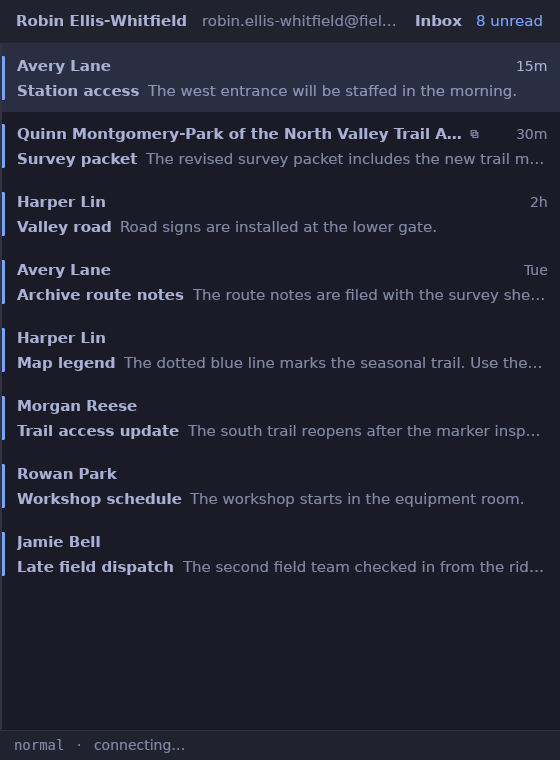 Robin Ellis-Whitfield robin.ellis-whitfield@fiel... Inbox 8 unread
Avery Lane 15m
Station access The west entrance will be staffed in the morning.
Quinn Montgomery-Park of the North Valley Trail A... 30m
Survey packet The revised survey packet includes the new trail m...
Harper Lin 2h
Valley road Road signs are installed at the lower gate.
Avery Lane Tue
Archive route notes The route notes are filed with the survey she...
Harper Lin
Map legend The dotted blue line marks the seasonal trail. Use the...
Morgan Reese
Trail access update The south trail reopens after the marker insp...
Rowan Park
Workshop schedule The workshop starts in the equipment room.
Jamie Bell
Late field dispatch The second field team checked in from the rid...
normal · connecting...